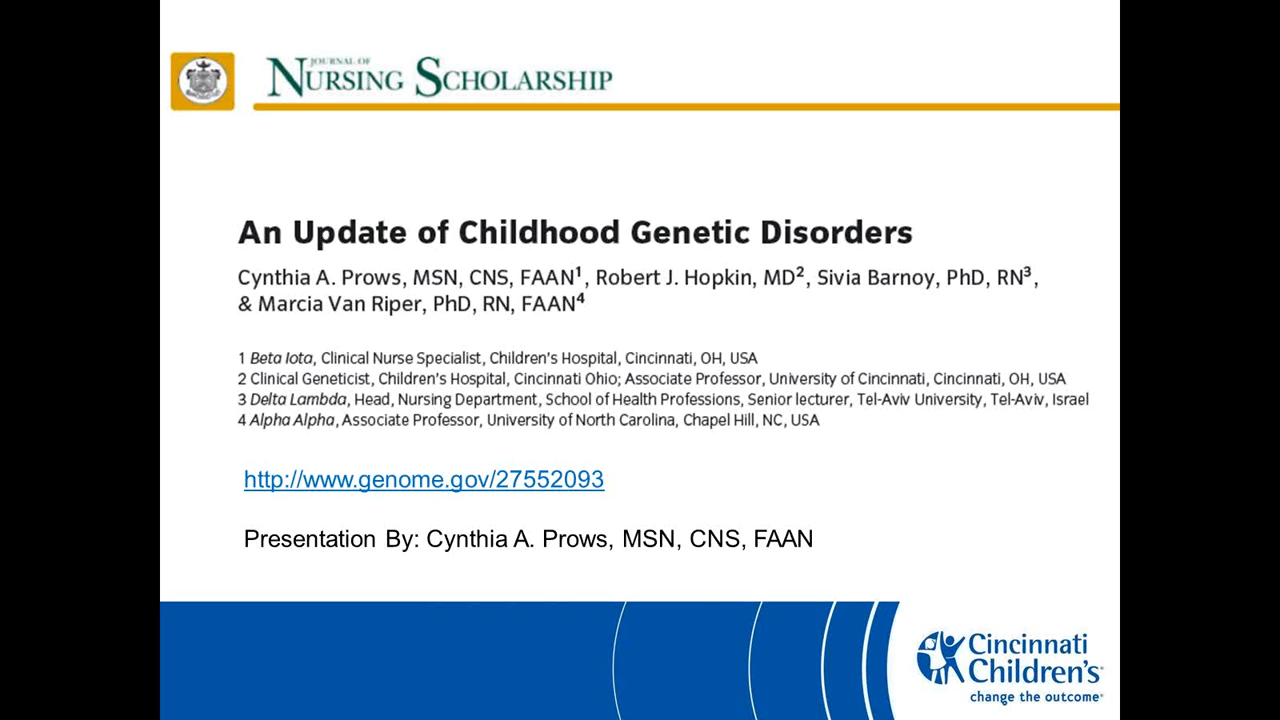 JOURNAL OF
NURSING SCHOLARSHIP
An Update of Childhood Genetic Disorders
Cynthia A. Prows, MSN, CNS, FAAN¹, Robert J. Hopkin, MD², Sivia Barnoy, PhD, RN³,
& Marcia Van Riper, PhD, RN, FAAN⁴
1 Beta Iota, Clinical Nurse Specialist, Children's Hospital, Cincinnati, OH, USA
2 Clinical Geneticist, Children's Hospital, Cincinnati Ohio; Associate Professor, University of Cincinnati, Cincinnati, OH, USA
3 Delta Lambda, Head, Nursing Department, School of Health Professions, Senior lecturer, Tel-Aviv University, Tel-Aviv, Israel
4 Alpha Alpha, Associate Professor, University of North Carolina, Chapel Hill, NC, USA
http://www.genome.gov/27552093
Presentation By: Cynthia A. Prows, MSN, CNS, FAAN
Cincinnati
Children's
change the outcome